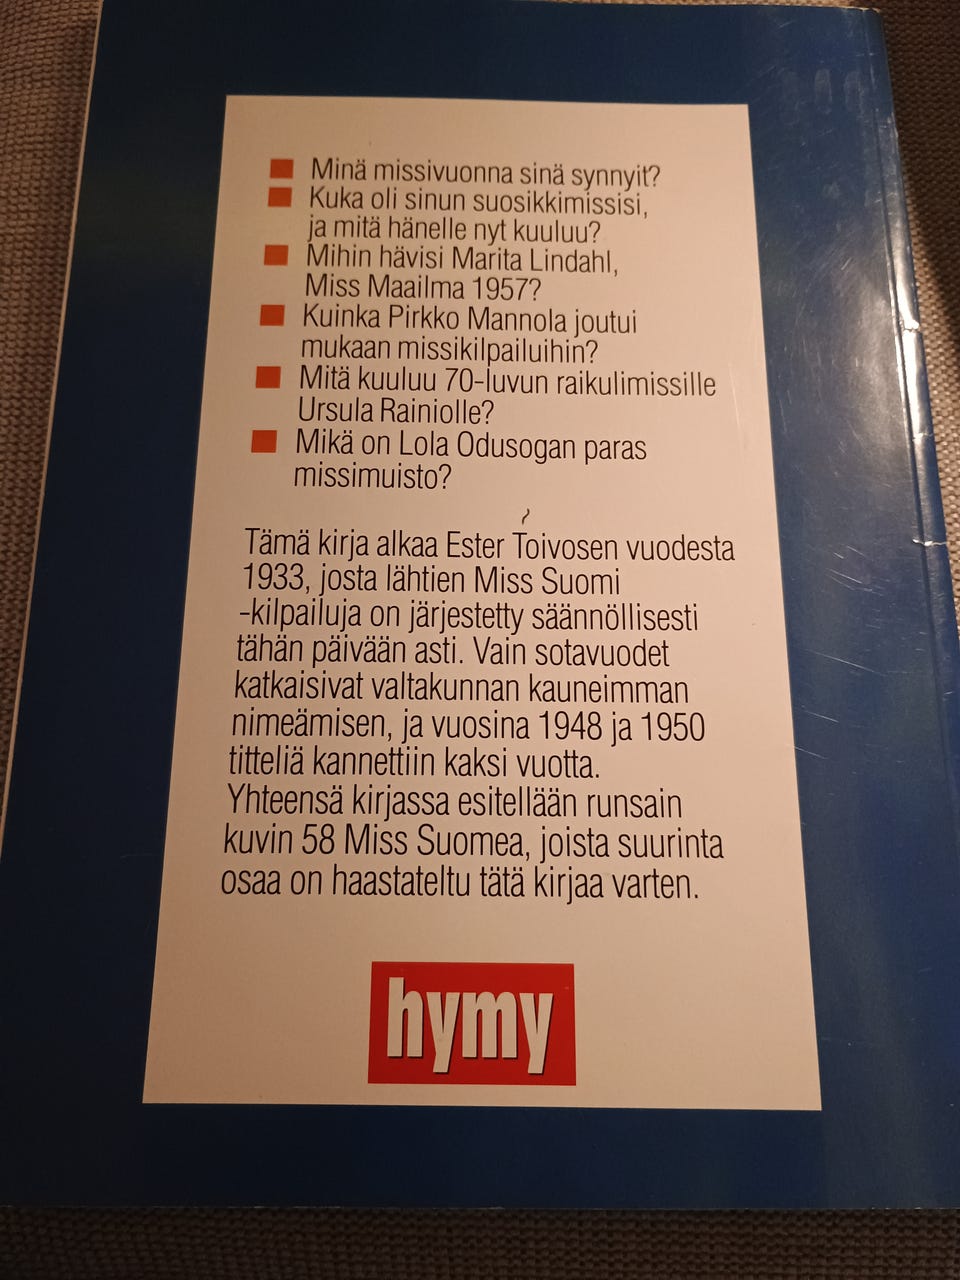 Minä missivuonna sinä synnyit?
Kuka oli sinun suosikkimissisi,
ja mitä hänelle nyt kuuluu?
Mihin hävisi Marita Lindahl,
Miss Maailma 1957?
Kuinka Pirkko Mannola joutui
mukaan missikilpailuihin?
Mitä kuuluu 70-luvun raikulimissille
Ursula Rainiolle?
Mikä on Lola Odusogan paras
missimuisto?
Tämä kirja alkaa Ester Toivosen vuodesta
1933, josta lähtien Miss Suomi
-kilpailuja on järjestetty säännöllisesti
tähän päivään asti. Vain sotavuodet
katkaisivat valtakunnan kauneimman
nimeämisen, ja vuosina 1948 ja 1950
titteliä kannettiin kaksi vuotta.
Yhteensä kirjassa esitellään runsain
kuvin 58 Miss Suomea, joista suurinta
osaa on haastateltu tätä kirjaa varten.
hymy